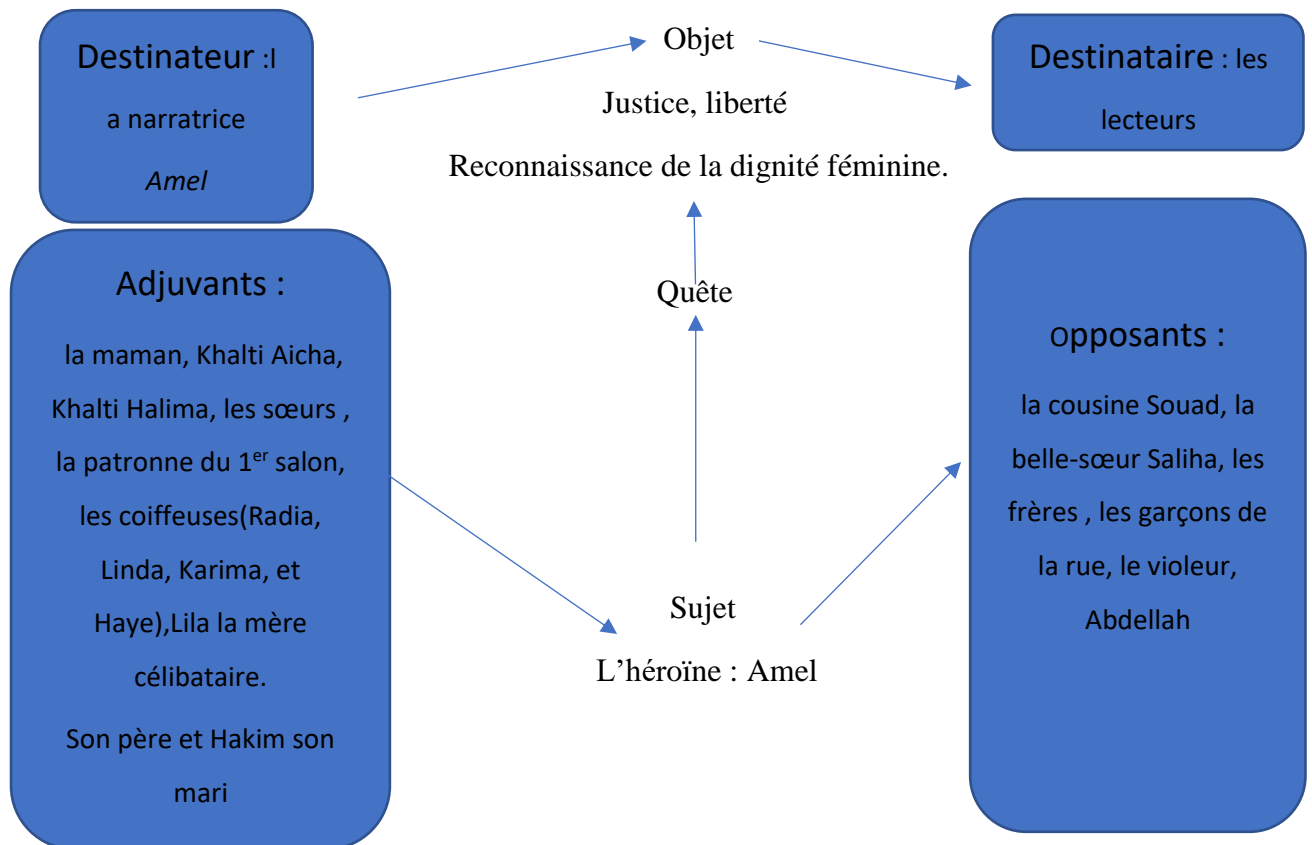 Destinateur :l
a narratrice
Amel
Objet
Justice, liberté
Reconnaissance de la dignité féminine.
Destinataire : les
lecteurs
Adjuvants :
la maman, Khalti Aicha,
Khalti Halima, les sœurs ,
la patronne du 1er salon,
les coiffeuses(Radia,
Linda, Karima, et
Haye),Lila la mère
célibataire.
Son père et Hakim son
mari
Quête
Sujet
L'héroïne : Amel
opposants :
la cousine Souad, la
belle-sœur Saliha, les
frères , les garçons de
la rue, le violeur,
Abdellah